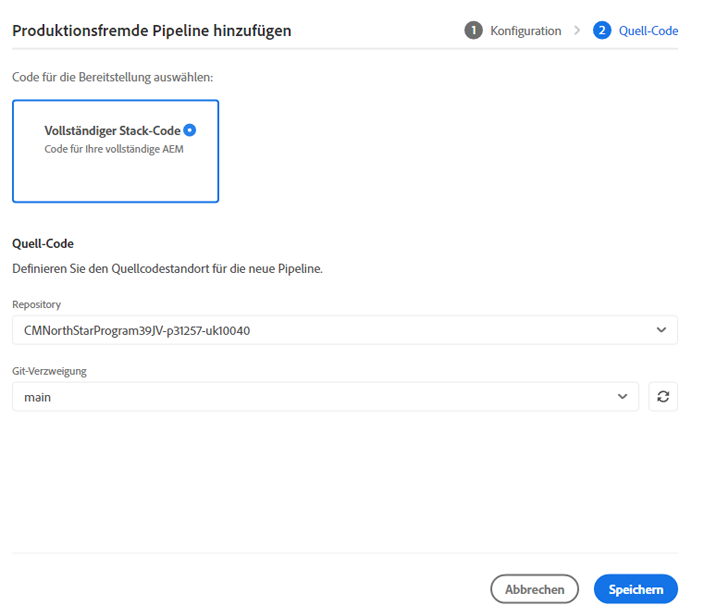 Produktionsfremde Pipeline hinzufügen
1 Konfiguration > 2 Quell-Code
Code für die Bereitstellung auswählen:
Vollständiger Stack-Code
Code für Ihre vollständige AEM
Quell-Code
Definieren Sie den Quellcodestandort für die neue Pipeline.
Repository
CMNorthStarProgram39JV-p31257-uk10040
Git-Verzweigung
main
Abbrechen
Speichern